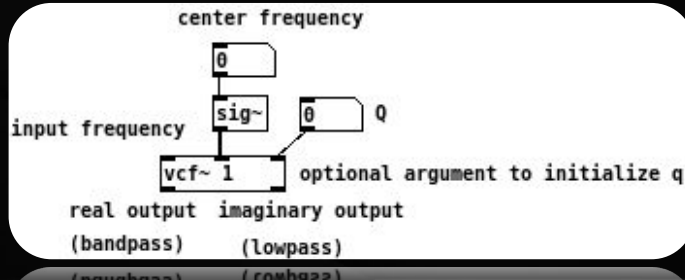 center frequency
0
sig~
0
Q
input frequency
vcf~ 1
optional argument to initialize q
real output imaginary output
(bandpass) (lowpass)